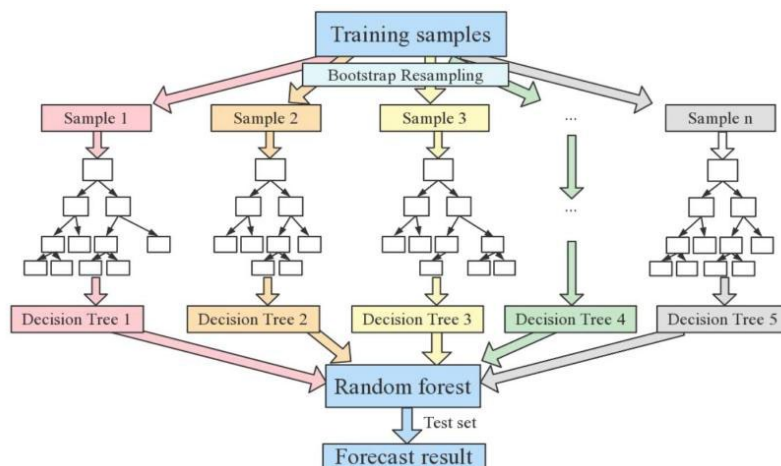 Training samples
Bootstrap Resampling
Sample 1
Sample 2
Sample 3
...
Sample n
...
Decision Tree 1
Decision Tree 2
Decision Tree 3
Decision Tree 4
Decision Tree 5
Random forest
Test set
Forecast result